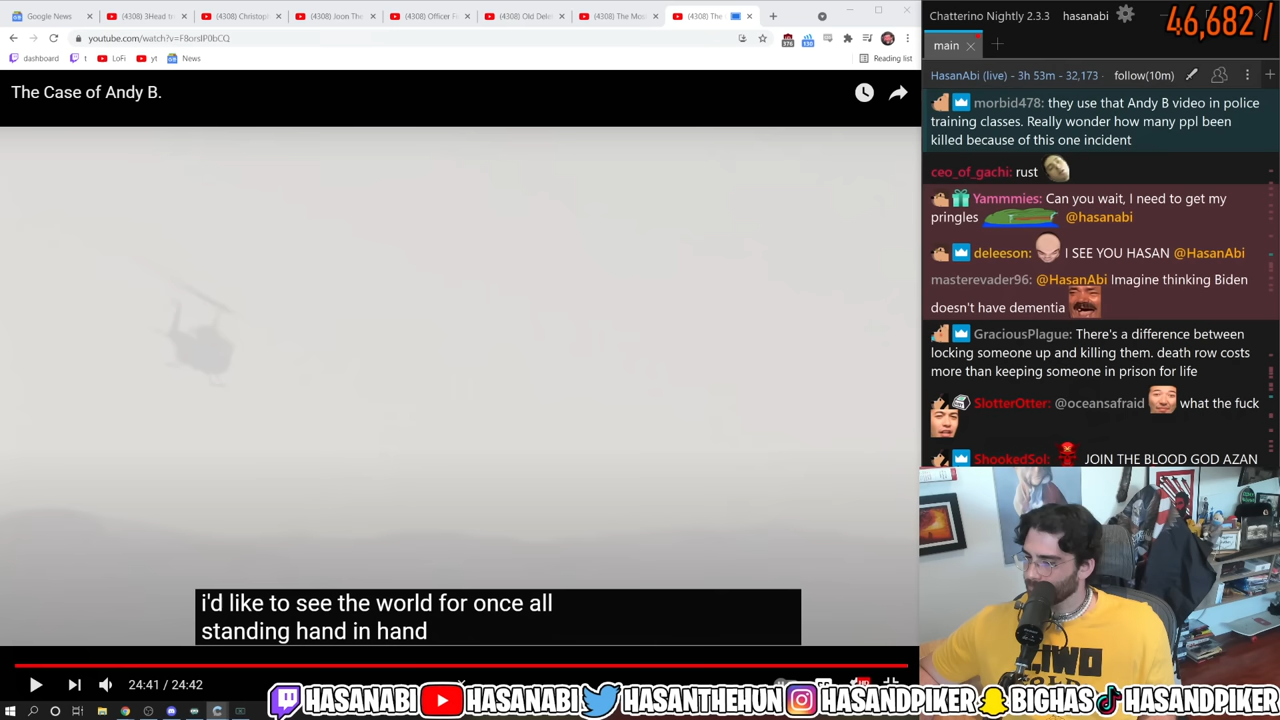 Google News
(4308) 3Head tr
(4308) Christop
(4308) Joon The
(4308) Officer F
(4308) Old Dele
(4308) The Mos
(4308) The
Chatterino Nightly 2.3.3
hasanabi
46,682 /
youtube.com/watch?v=F8orsIP0bCQ
main
dashboard
t
LoFi
yt
News
Reading list
HasanAbi (live) - 3h 53m - 32,173
follow(10m)
The Case of Andy B.
morbid478: they use that Andy B video in police
training classes. Really wonder how many ppl been
killed because of this one incident
ceo_of_gachi: rust
Yammmies: Can you wait, I need to get my
pringles @hasanabi
deleeson: I SEE YOU HASAN @HasanAbi
masterevader96: @HasanAbi Imagine thinking Biden
doesn't have dementia
GraciousPlague: There's a difference between
locking someone up and killing them. death row costs
more than keeping someone in prison for life
SlotterOtter: @oceansafraid what the fuck
ShookedSol: JOIN THE BLOOD GOD AZAN
i'd like to see the world for once all
standing hand in hand
24:41 / 24:42
HASANABI
HASANABI
HASANTHEHUN
HASANDPIKER
BIGHAS
HASANDPIKER